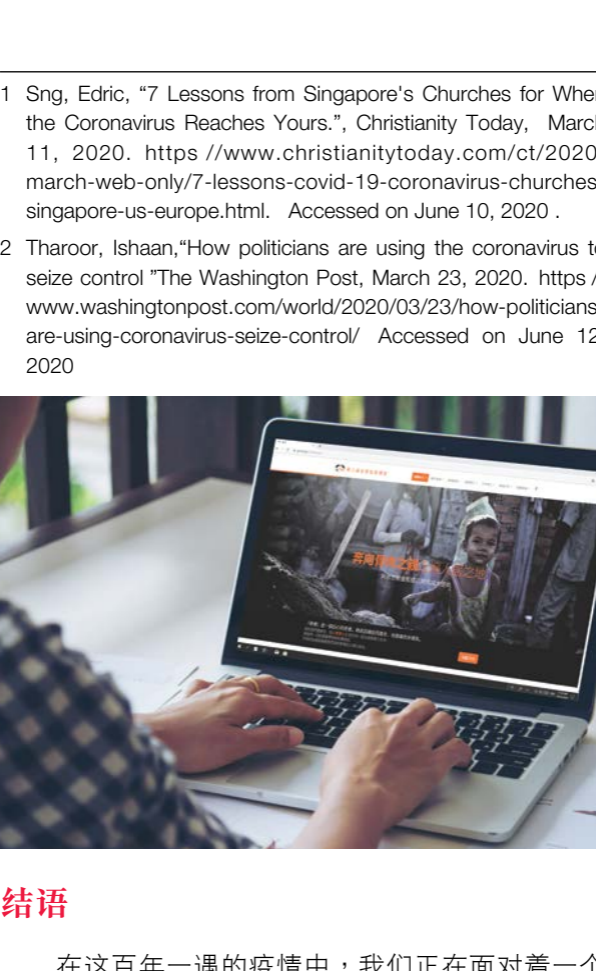 1 Sng, Edric, “7 Lessons from Singapore's Churches for When
the Coronavirus Reaches Yours.”, Christianity Today, March
11, 2020. https //www.christianitytoday.com/ct/2020
march-web-only/7-lessons-covid-19-coronavirus-churches
singapore-us-europe.html. Accessed on June 10, 2020 .
2 Tharoor, Ishaan,“How politicians are using the coronavirus to
seize control ”The Washington Post, March 23, 2020. https /
www.washingtonpost.com/world/2020/03/23/how-politicians
are-using-coronavirus-seize-control/ Accessed on June 12,
2020
结语
在这百年一遇的疫情中，我们正在面对着一个